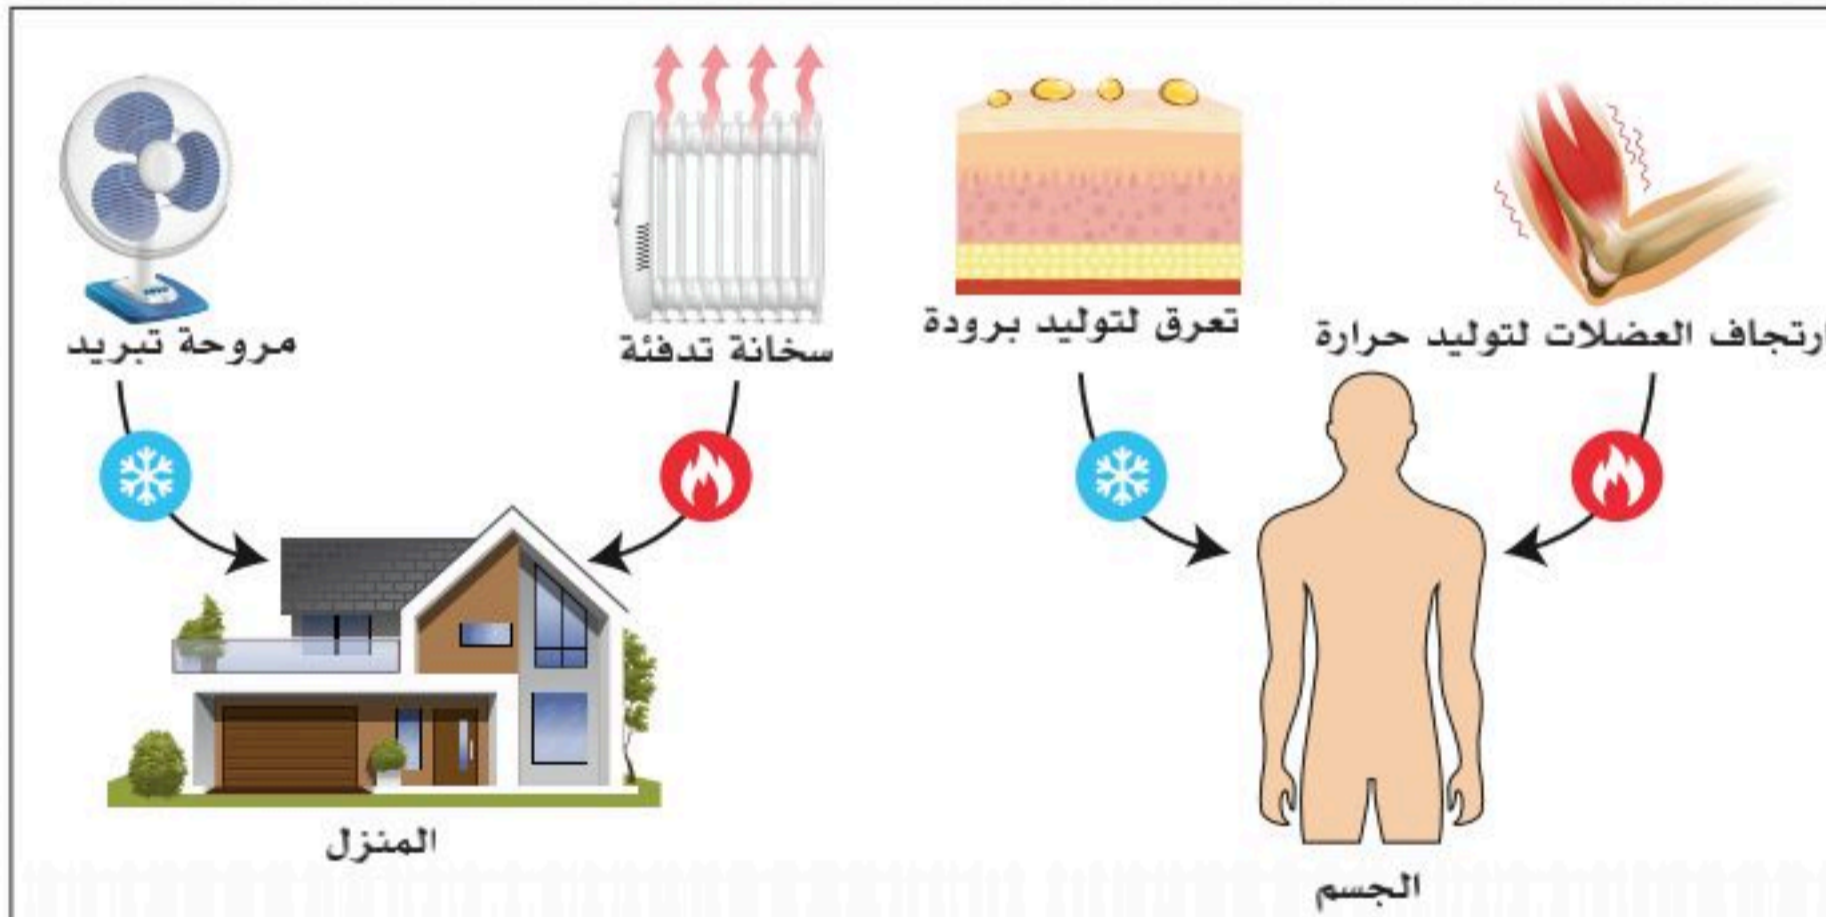 ارتجاف العضلات لتوليد حرارة
تعرق لتوليد برودة
سخانة تدفئة
مروحة تبريد
الجسم
المنزل